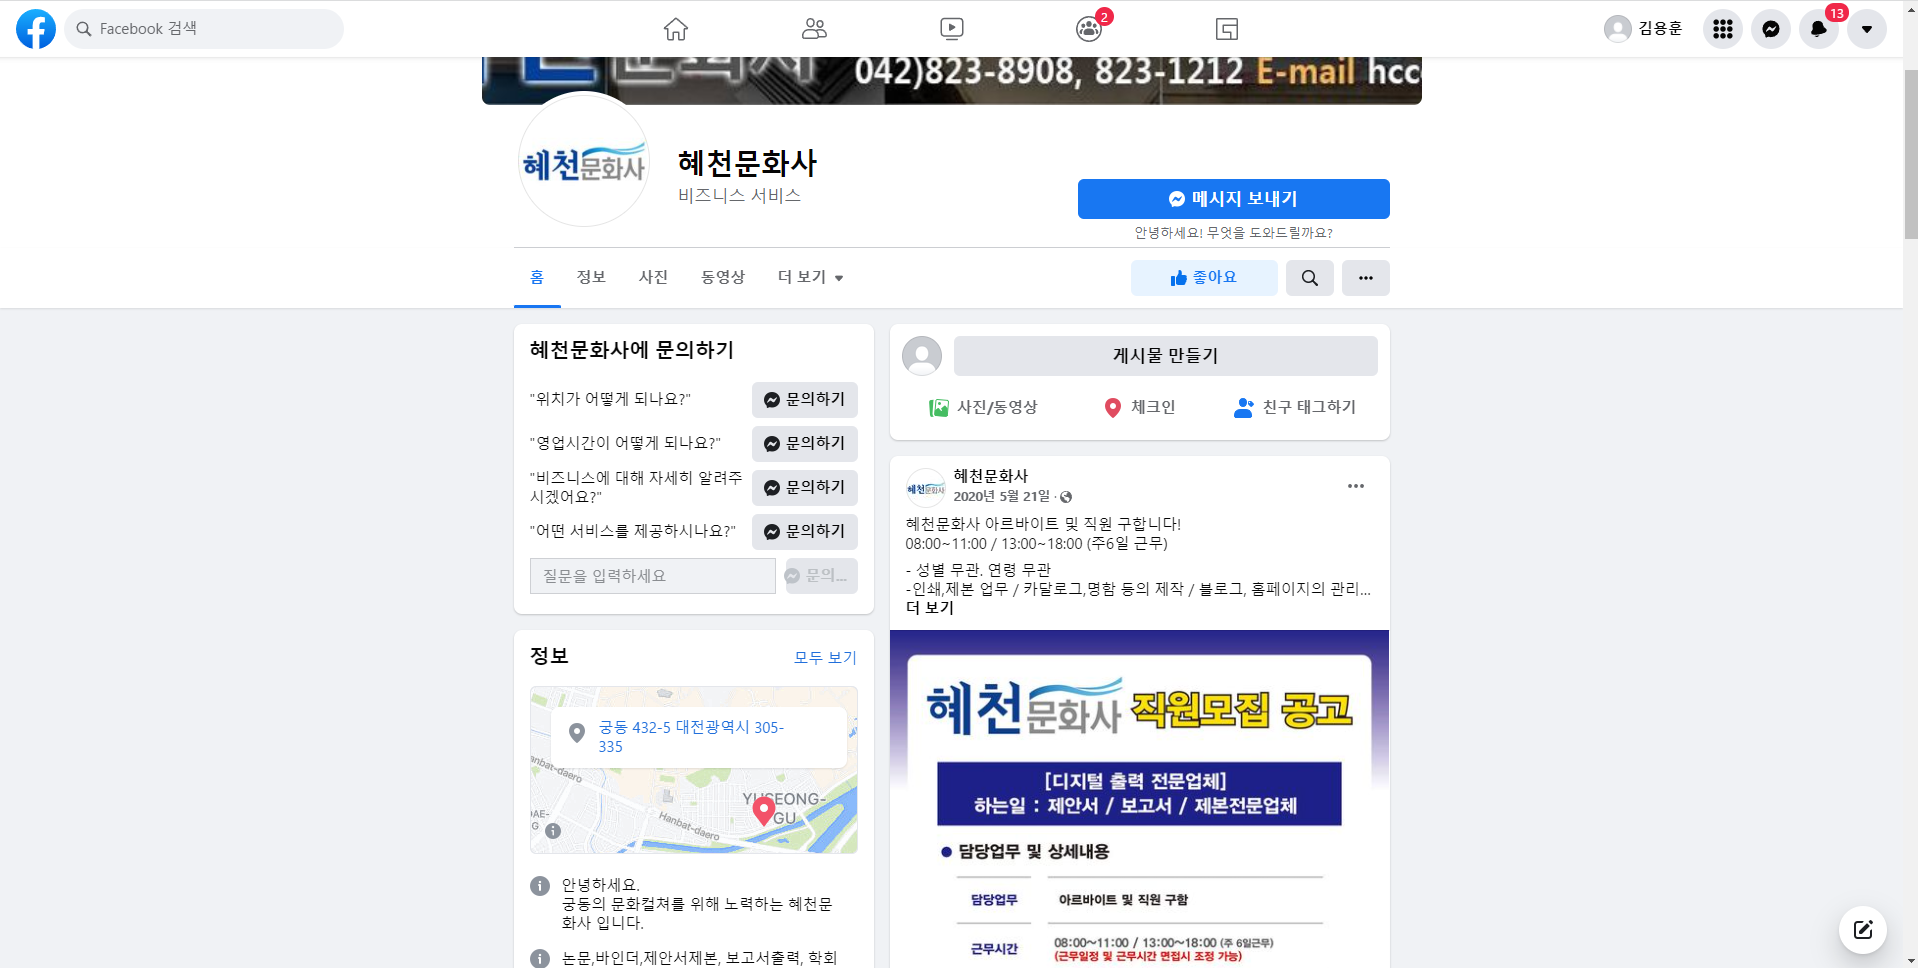 Facebook 검색
2
김용훈
13
042)823-8908, 823-1212 E-mail hcc
혜천문화사
혜천문화사
비즈니스 서비스
메시지 보내기
안녕하세요! 무엇을 도와드릴까요?
홈 정보 사진 동영상 더 보기
좋아요
혜천문화사에 문의하기
"위치가 어떻게 되나요?" 문의하기
"영업시간이 어떻게 되나요?" 문의하기
"비즈니스에 대해 자세히 알려주
시겠어요?" 문의하기
"어떤 서비스를 제공하시나요?" 문의하기
질문을 입력하세요 문의...
정보 모두 보기
궁동 432-5 대전광역시 305-
335
Hanbat-daero
YUSEONG-
GU
Hanbat-daero
안녕하세요.
궁동의 문화컬쳐를 위해 노력하는 혜천문
화사 입니다.
논문,바인더,제안서제본, 보고서출력, 학회
게시물 만들기
사진/동영상 체크인 친구 태그하기
혜천문화사
혜천문화사
2020년 5월 21일 ·
혜천문화사 아르바이트 및 직원 구합니다!
08:00~11:00 / 13:00~18:00 (주6일 근무)
- 성별 무관. 연령 무관
-인쇄,제본 업무 / 카달로그,명함 등의 제작 / 블로그, 홈페이지의 관리...
더 보기
혜천문화사 직원모집 공고
[디지털 출력 전문업체]
하는일 : 제안서 / 보고서 / 제본전문업체
● 담당업무 및 상세내용
담당업무 아르바이트 및 직원 구함
근무시간 08:00~11:00 / 13:00~18:00 (주 6일근무)
(근무일정 및 근무시간 면접시 조정 가능)